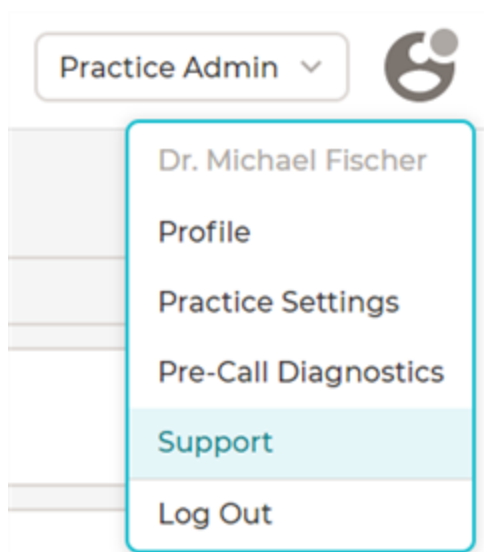 Practice Admin
Dr. Michael Fischer
Profile
Practice Settings
Pre-Call Diagnostics
Support
Log Out